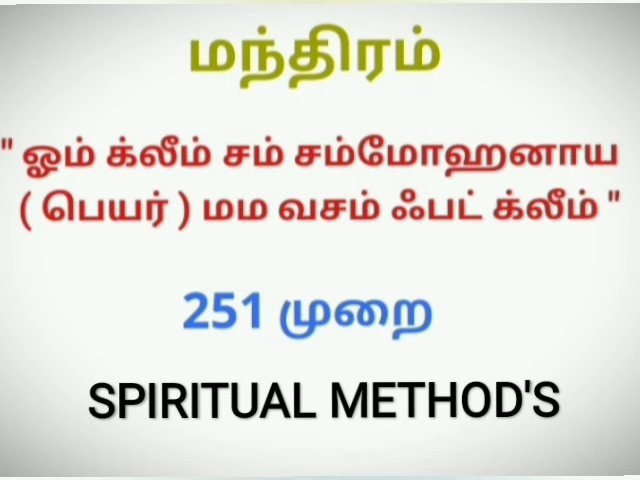 மந்திரம்
" ஓம் க்லீம் சம் சம்மோஹனாய
( பெயர் ) மம வசம் ஃபட் க்லீம் "
251 முறை
SPIRITUAL METHOD'S